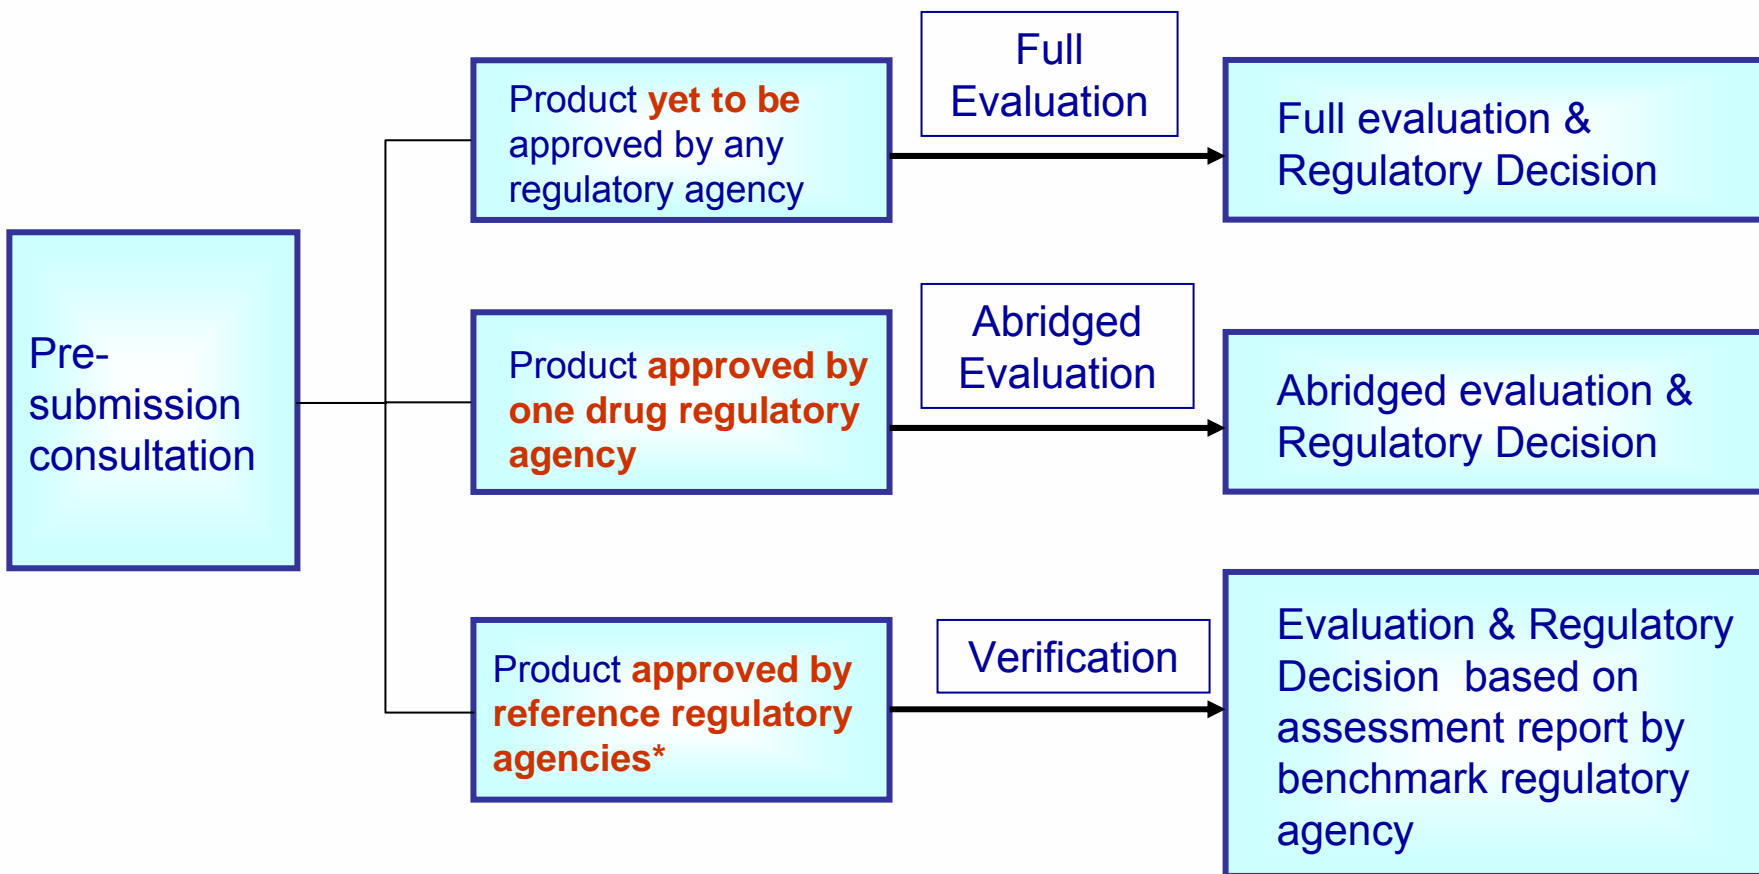 Pre-
submission
consultation
Product yet to be
approved by any
regulatory agency
Full
Evaluation
Full evaluation &
Regulatory Decision
Product approved by
one drug regulatory
agency
Abridged
Evaluation
Abridged evaluation &
Regulatory Decision
Product approved by
reference regulatory
agencies*
Verification
Evaluation & Regulatory
Decision based on
assessment report by
benchmark regulatory
agency